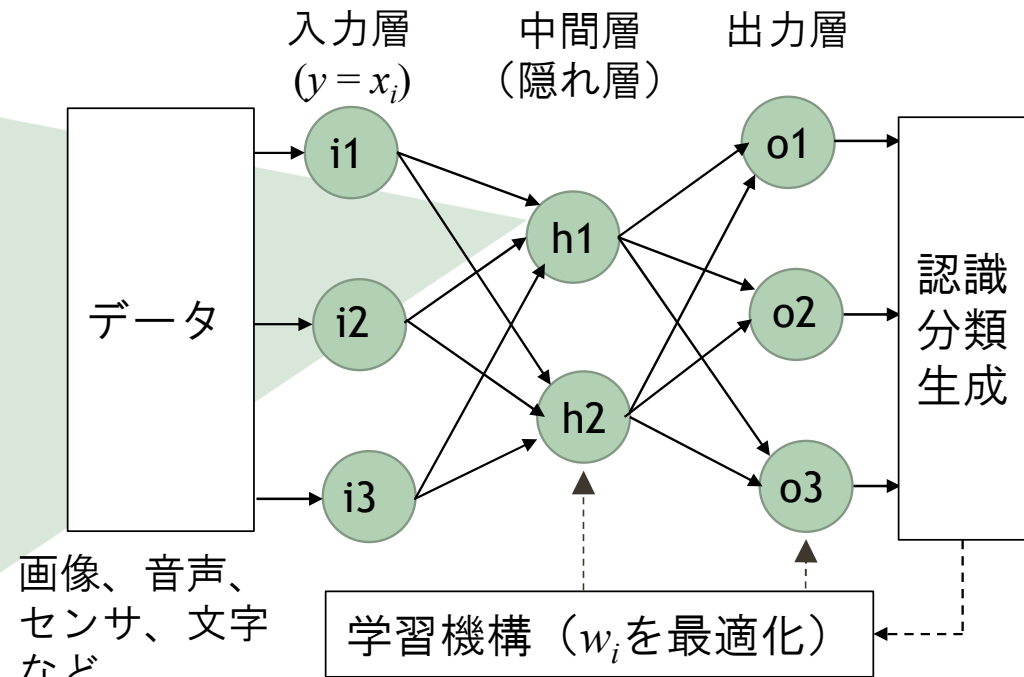 入力層
(y = xᵢ)
中間層
（隠れ層）
出力層
データ
i1
i2
i3
h1
h2
o1
o2
o3
認識
分類
生成
画像、音声、
センサ、文字
など
学習機構（wᵢを最適化）